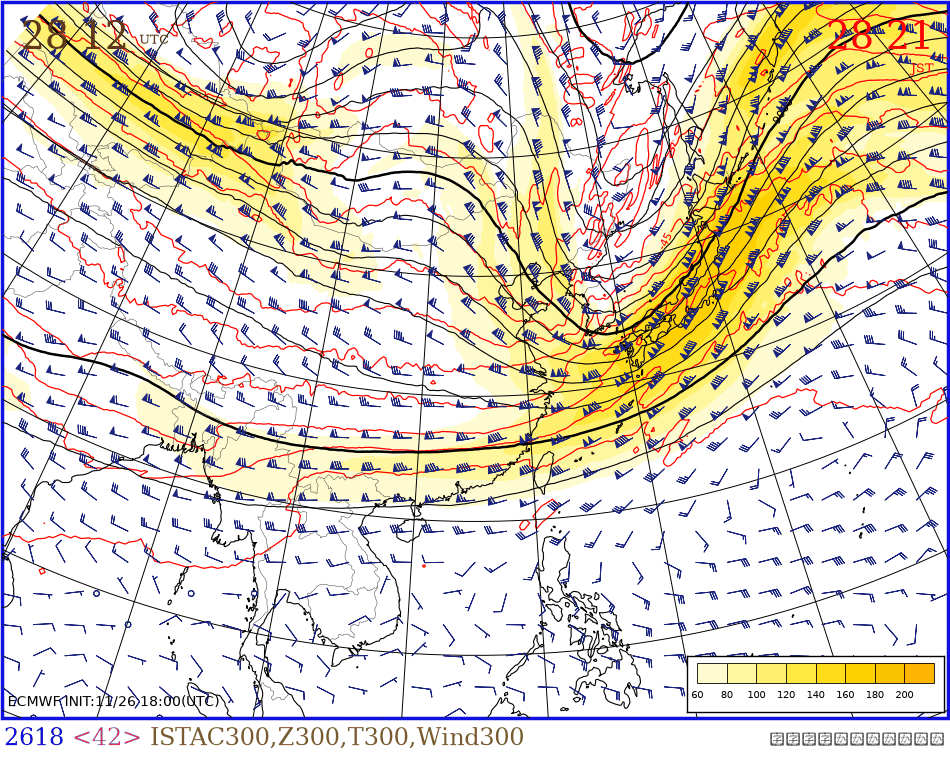 28 12 UTC
28 21
JST
-45
ECMWF INIT:11/26 18:00(UTC)
60 80 100 120 140 160 180 200
2618 <42> ISTAC300,Z300,T300,Wind300